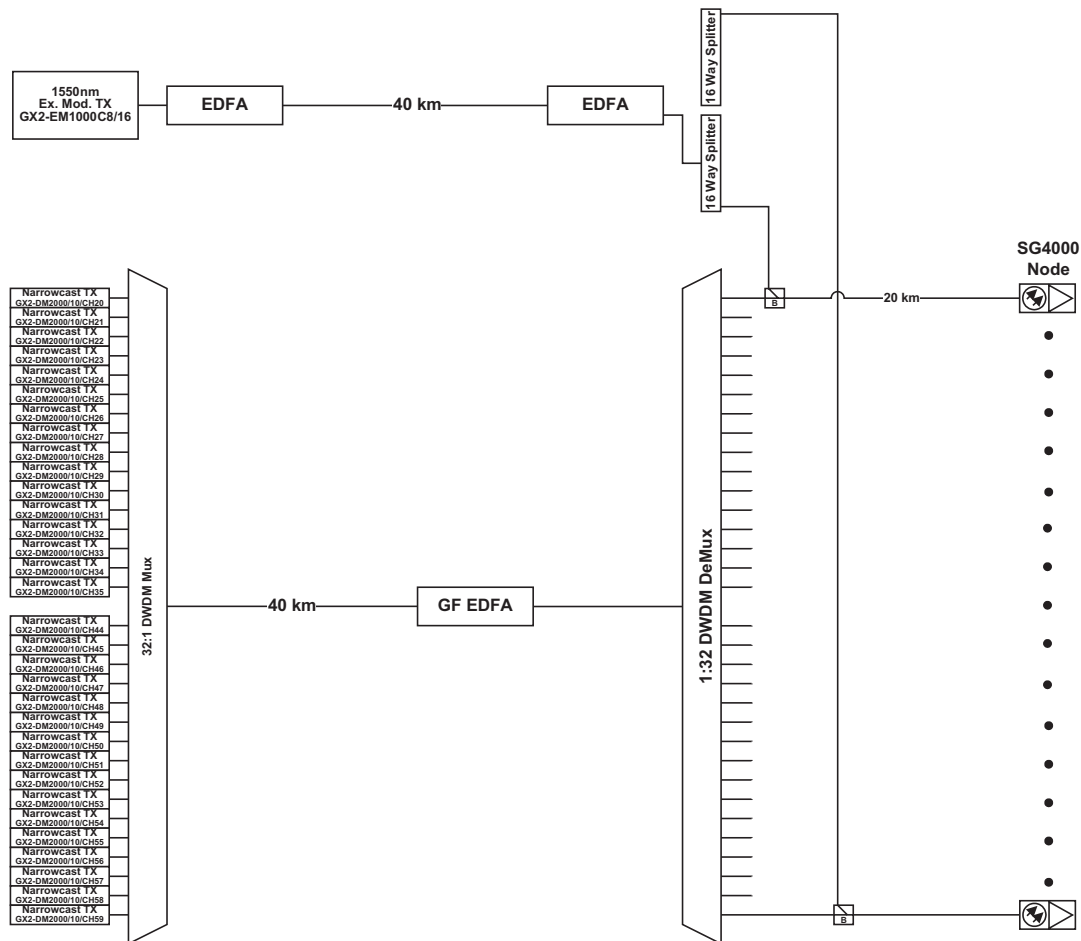 1550nm
Ex. Mod. TX
GX2-EM1000C8/16
EDFA
40 km
EDFA
16 Way Splitter
16 Way Splitter
SG4000
Node
Narrowcast TX
GX2-DM2000/10/CH20
Narrowcast TX
GX2-DM2000/10/CH21
Narrowcast TX
GX2-DM2000/10/CH22
Narrowcast TX
GX2-DM2000/10/CH23
Narrowcast TX
GX2-DM2000/10/CH24
Narrowcast TX
GX2-DM2000/10/CH25
Narrowcast TX
GX2-DM2000/10/CH26
Narrowcast TX
GX2-DM2000/10/CH27
Narrowcast TX
GX2-DM2000/10/CH28
Narrowcast TX
GX2-DM2000/10/CH29
Narrowcast TX
GX2-DM2000/10/CH30
Narrowcast TX
GX2-DM2000/10/CH31
Narrowcast TX
GX2-DM2000/10/CH32
Narrowcast TX
GX2-DM2000/10/CH33
Narrowcast TX
GX2-DM2000/10/CH34
Narrowcast TX
GX2-DM2000/10/CH35
Narrowcast TX
GX2-DM2000/10/CH44
Narrowcast TX
GX2-DM2000/10/CH45
Narrowcast TX
GX2-DM2000/10/CH46
Narrowcast TX
GX2-DM2000/10/CH47
Narrowcast TX
GX2-DM2000/10/CH48
Narrowcast TX
GX2-DM2000/10/CH49
Narrowcast TX
GX2-DM2000/10/CH50
Narrowcast TX
GX2-DM2000/10/CH51
Narrowcast TX
GX2-DM2000/10/CH52
Narrowcast TX
GX2-DM2000/10/CH53
Narrowcast TX
GX2-DM2000/10/CH54
Narrowcast TX
GX2-DM2000/10/CH55
Narrowcast TX
GX2-DM2000/10/CH56
Narrowcast TX
GX2-DM2000/10/CH57
Narrowcast TX
GX2-DM2000/10/CH58
Narrowcast TX
GX2-DM2000/10/CH59
32:1 DWDM Mux
40 km
GF EDFA
1:32 DWDM DeMux
B
20 km
B